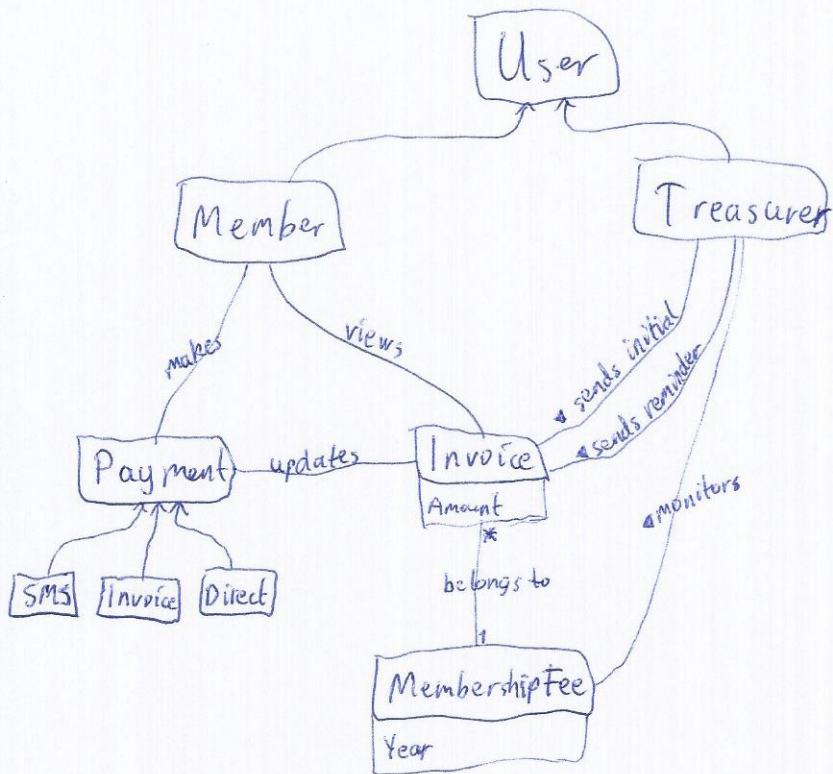 User
Member
Treasurer
makes
views
sends initial
sends reminder
monitors
Payment
updates
Invoice
Amount
*
belongs to
1
SMS
Invoice
Direct
MembershipFee
Year